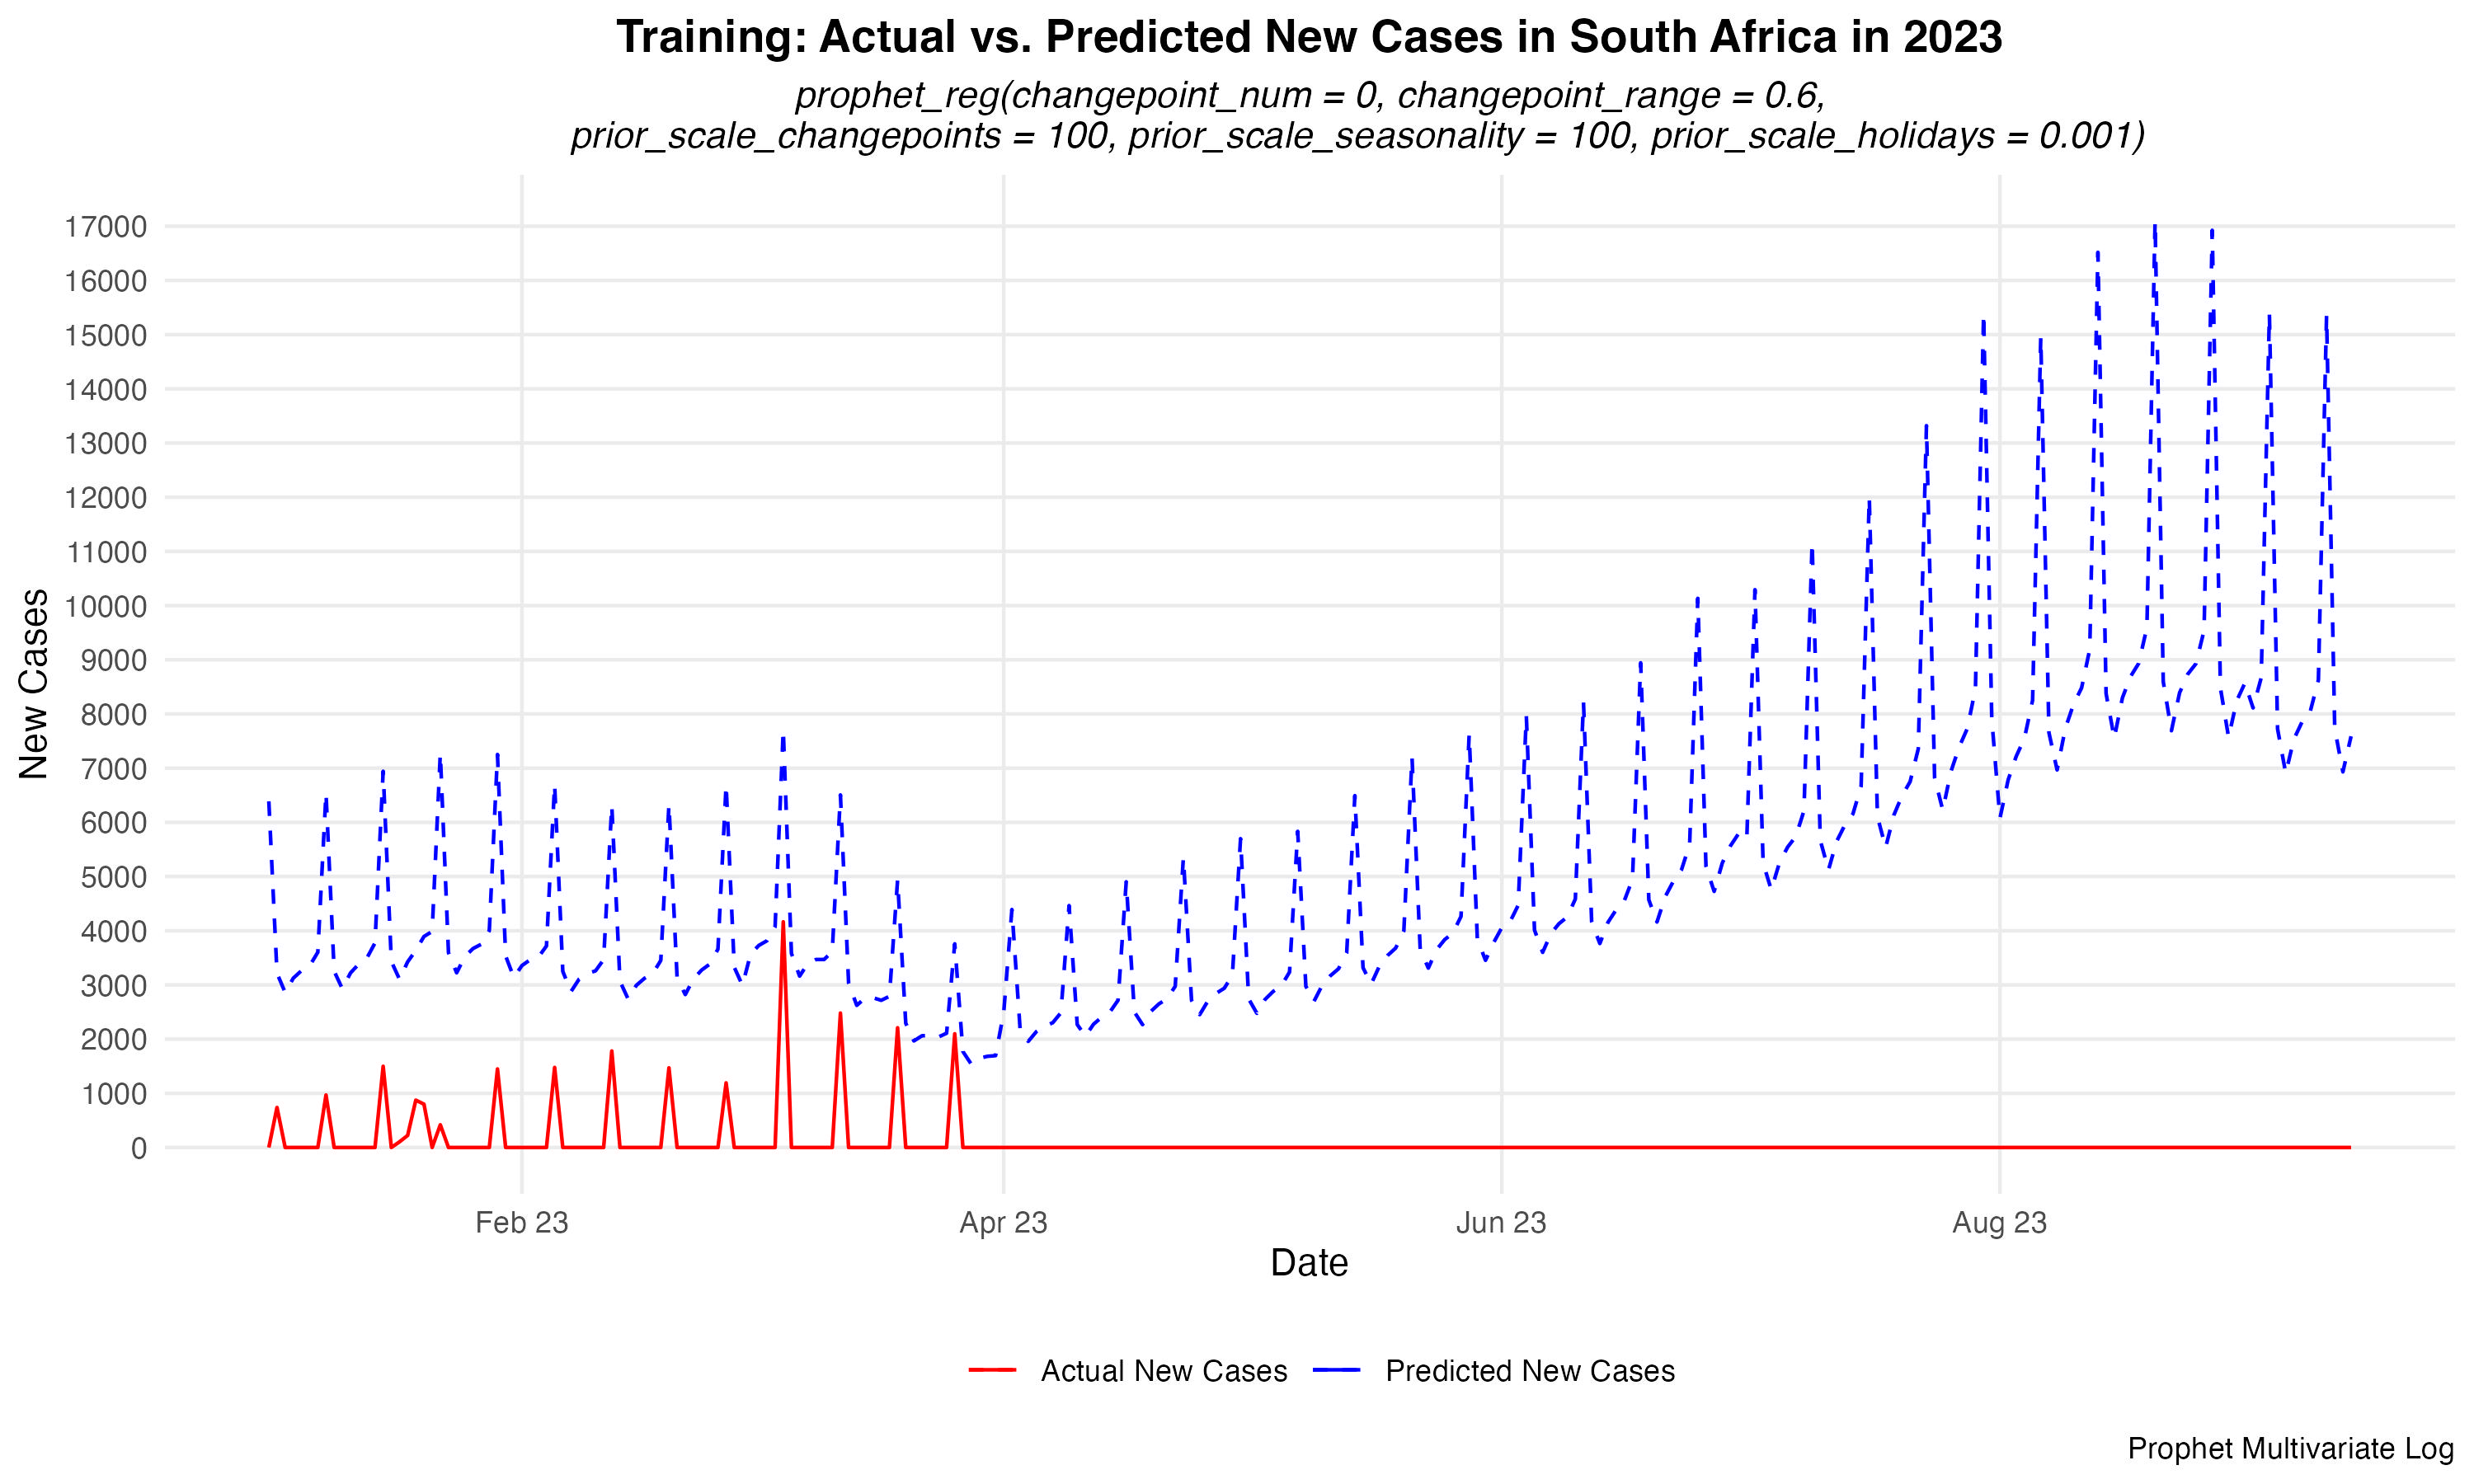 Training: Actual vs. Predicted New Cases in South Africa in 2023
prophet_reg(changepoint_num = 0, changepoint_range = 0.6,
prior_scale_changepoints = 100, prior_scale_seasonality = 100, prior_scale_holidays = 0.001)
New Cases
17000
16000
15000
14000
13000
12000
11000
10000
9000
8000
7000
6000
5000
4000
3000
2000
1000
0
Feb 23 Apr 23 Jun 23 Aug 23
Date
Actual New Cases Predicted New Cases
Prophet Multivariate Log